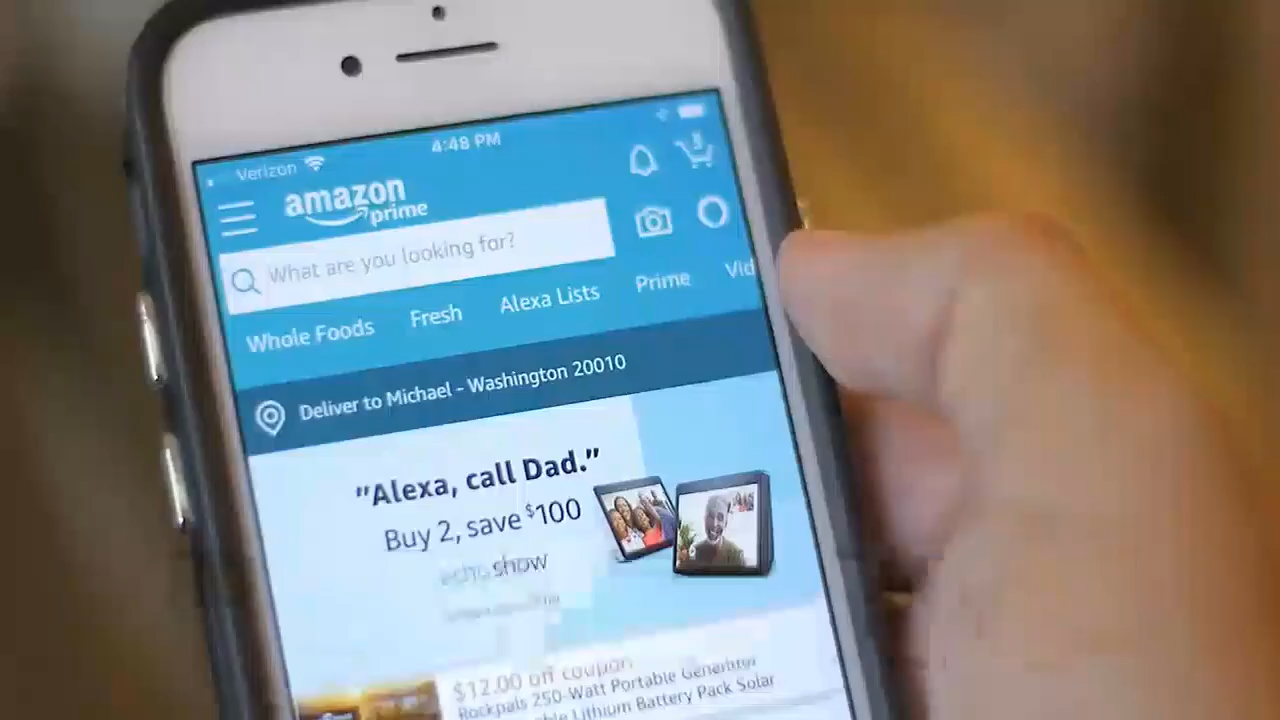 Verizon
4:48 PM
amazon
prime
What are you looking for?
Whole Foods Fresh Alexa Lists Prime Vid
Deliver to Michael - Washington 20010
"Alexa, call Dad."
Buy 2, save $100
echo show
$12.00 off coupon.
Rockpals 250-Watt Portable Generator
Lithium Battery Pack Solar